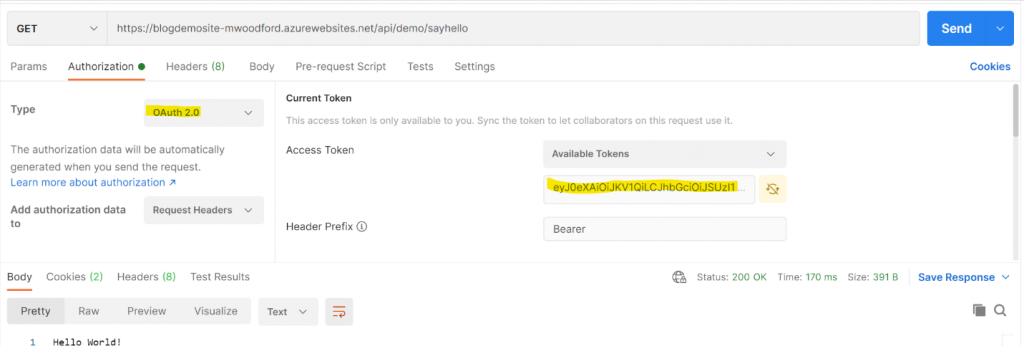 GET https://blogdemosite-mwoodford.azurewebsites.net/api/demo/sayhello Send
Params Authorization Headers (8) Body Pre-request Script Tests Settings Cookies
Type OAuth 2.0
The authorization data will be automatically
generated when you send the request.
Learn more about authorization ↗
Add authorization data
to
Request Headers
Current Token
This access token is only available to you. Sync the token to let collaborators on this request use it.
Access Token Available Tokens
eyJ0eXAiOiJKV1QiLCJhbGciOiJSUzI1...
Header Prefix Bearer
Body Cookies (2) Headers (8) Test Results Status: 200 OK Time: 170 ms Size: 391 B Save Response
Pretty Raw Preview Visualize Text
1 Hello World!